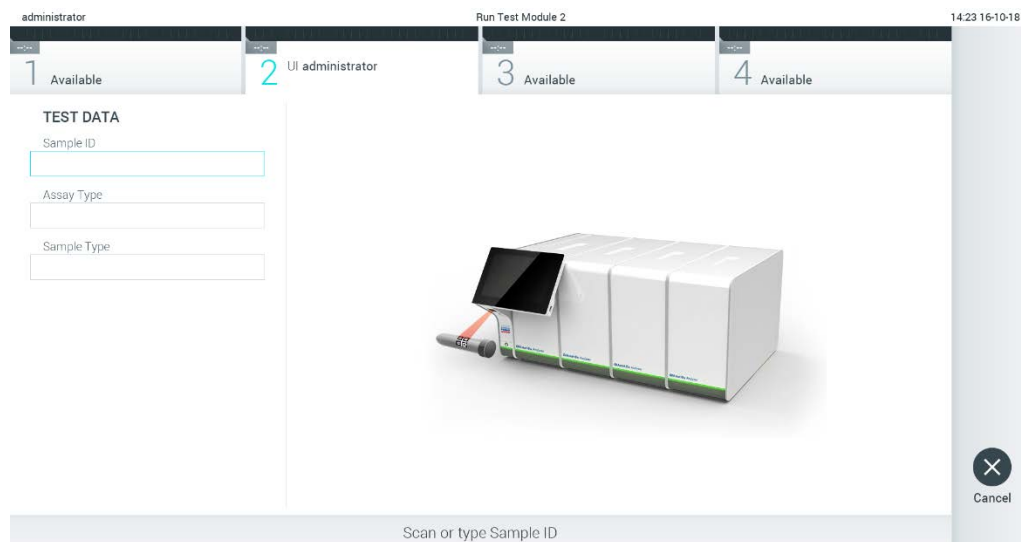 administrator
Run Test Module 2
14:23 16-10-18
--:--
--:--
--:--
--:--
1 Available
2 UI administrator
3 Available
4 Available
TEST DATA
Sample ID
Assay Type
Sample Type
Cancel
Scan or type Sample ID